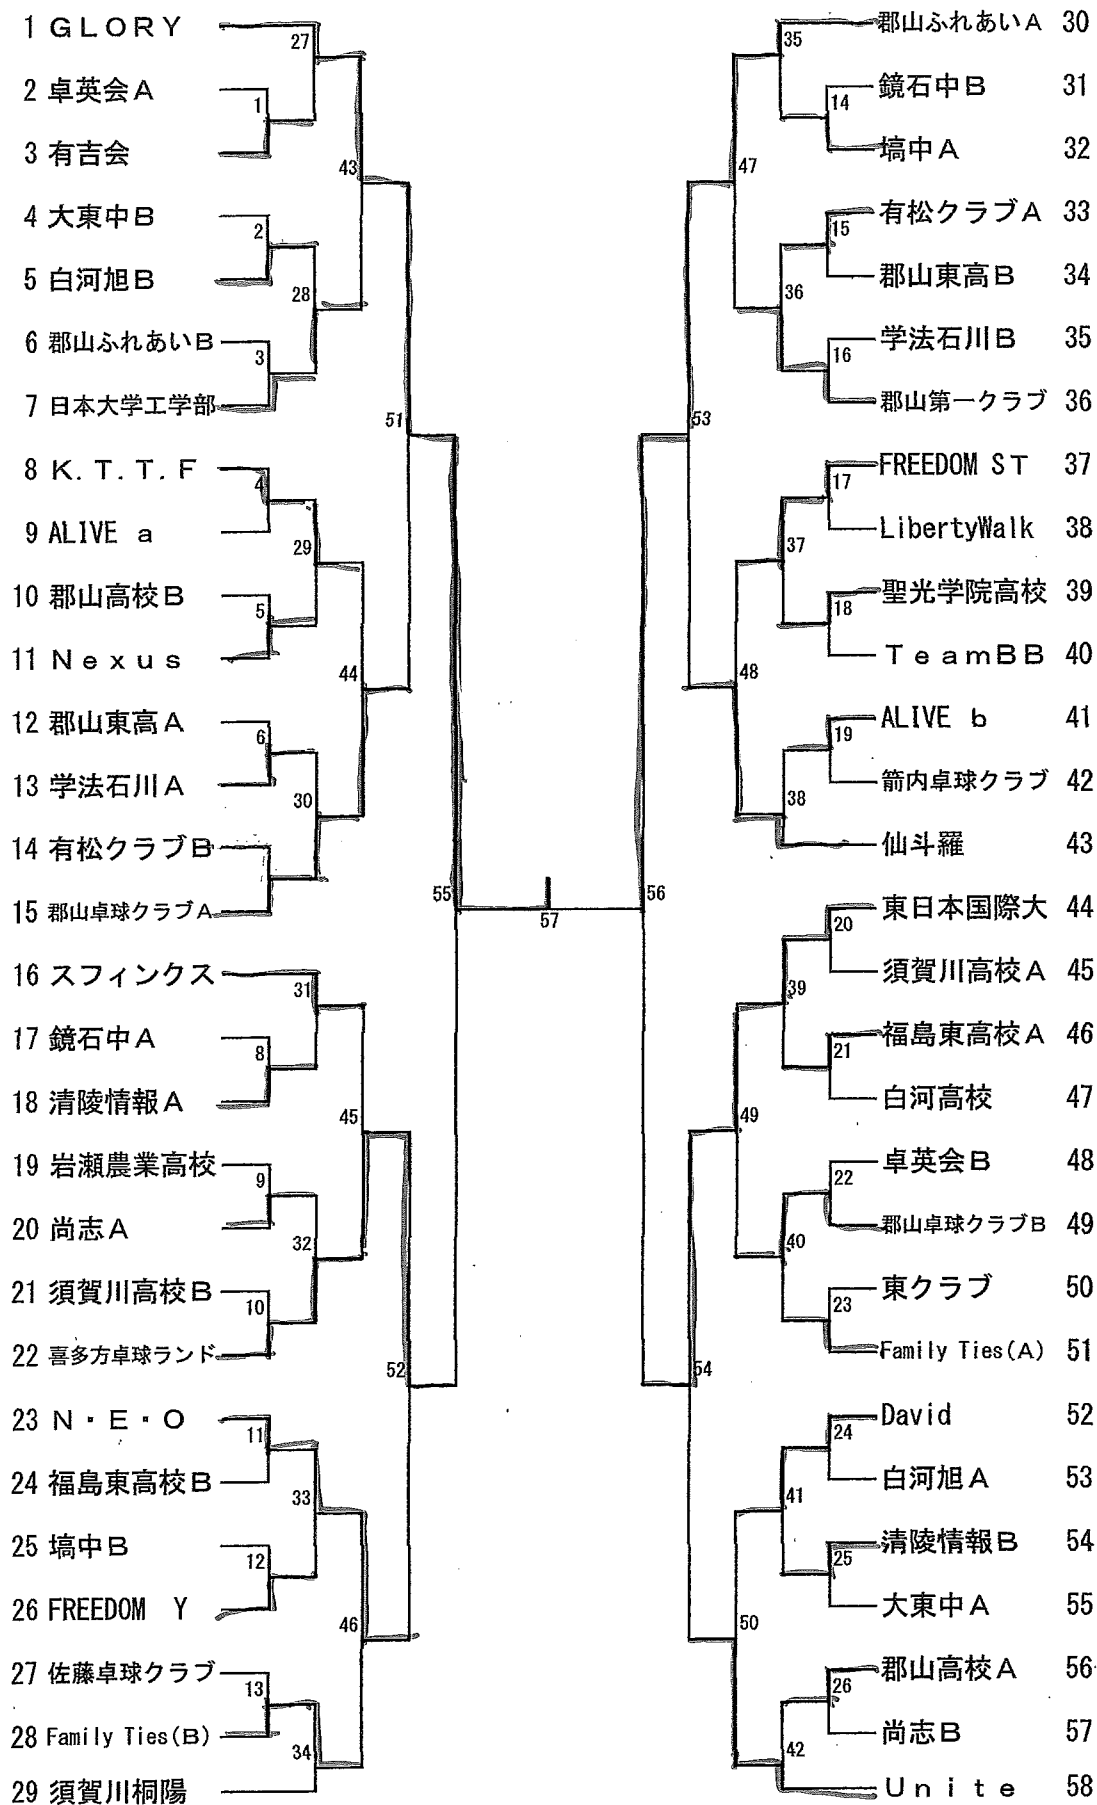 1 GLORY
2 卓英会A
3 有吉会
4 大東中B
5 白河旭B
6 郡山ふれあいB
7 日本大学工学部
8 K.T.T.F
9 ALIVE a
10 郡山高校B
11 Nexus
12 郡山東高A
13 学法石川A
14 有松クラブB
15 郡山卓球クラブA
16 スフィンクス
17 鏡石中A
18 清陵情報A
19 岩瀬農業高校
20 尚志A
21 須賀川高校B
22 喜多方卓球ランド
23 N・E・O
24 福島東高校B
25 塙中B
26 FREEDOM Y
27 佐藤卓球クラブ
28 Family Ties(B)
29 須賀川桐陽
27
1
43
2
28
3
51
4
29
5
44
6
30
55
31
8
45
9
32
10
52
11
33
12
46
13
34
57
35
14
47
15
36
16
53
17
37
18
48
19
38
56
20
39
21
49
22
40
23
54
24
41
25
50
26
42
郡山ふれあいA 30
鏡石中B 31
塙中A 32
有松クラブA 33
郡山東高B 34
学法石川B 35
郡山第一クラブ 36
FREEDOM ST 37
LibertyWalk 38
聖光学院高校 39
TeamBB 40
ALIVE b 41
箭内卓球クラブ 42
仙斗羅 43
東日本国際大 44
須賀川高校A 45
福島東高校A 46
白河高校 47
卓英会B 48
郡山卓球クラブB 49
東クラブ 50
Family Ties(A) 51
David 52
白河旭A 53
清陵情報B 54
大東中A 55
郡山高校A 56
尚志B 57
Unite 58